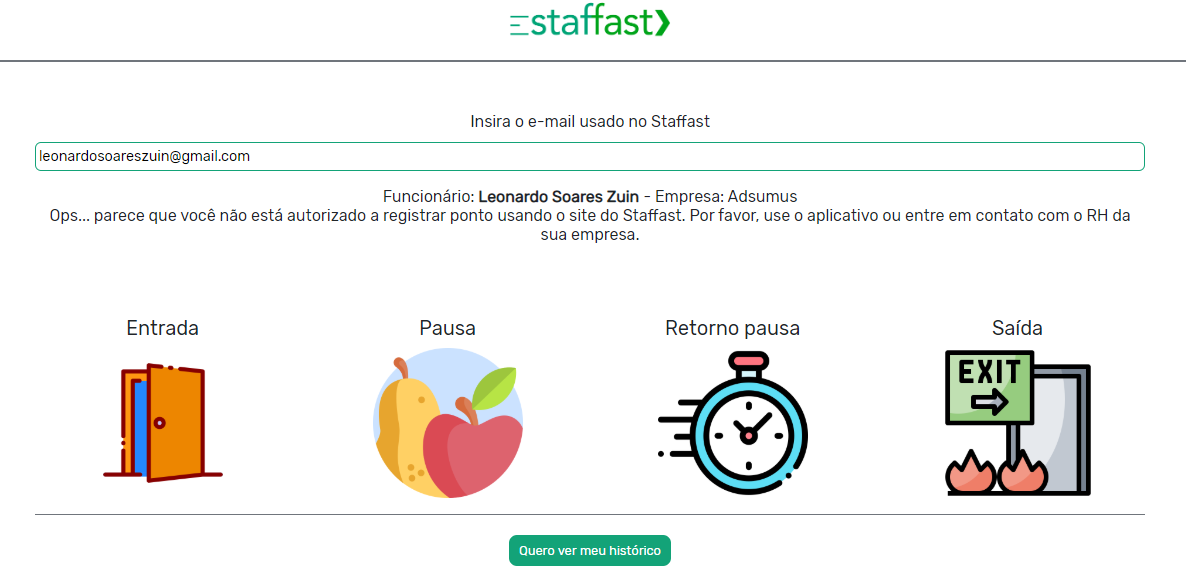 staffast
Insira o e-mail usado no Staffast
leonardosoareszuin@gmail.com
Funcionário: Leonardo Soares Zuin - Empresa: Adsumus
Ops... parece que você não está autorizado a registrar ponto usando o site do Staffast. Por favor, use o aplicativo ou entre em contato com o RH da
sua empresa.
Entrada
Pausa
Retorno pausa
Saída
EXIT
Quero ver meu histórico